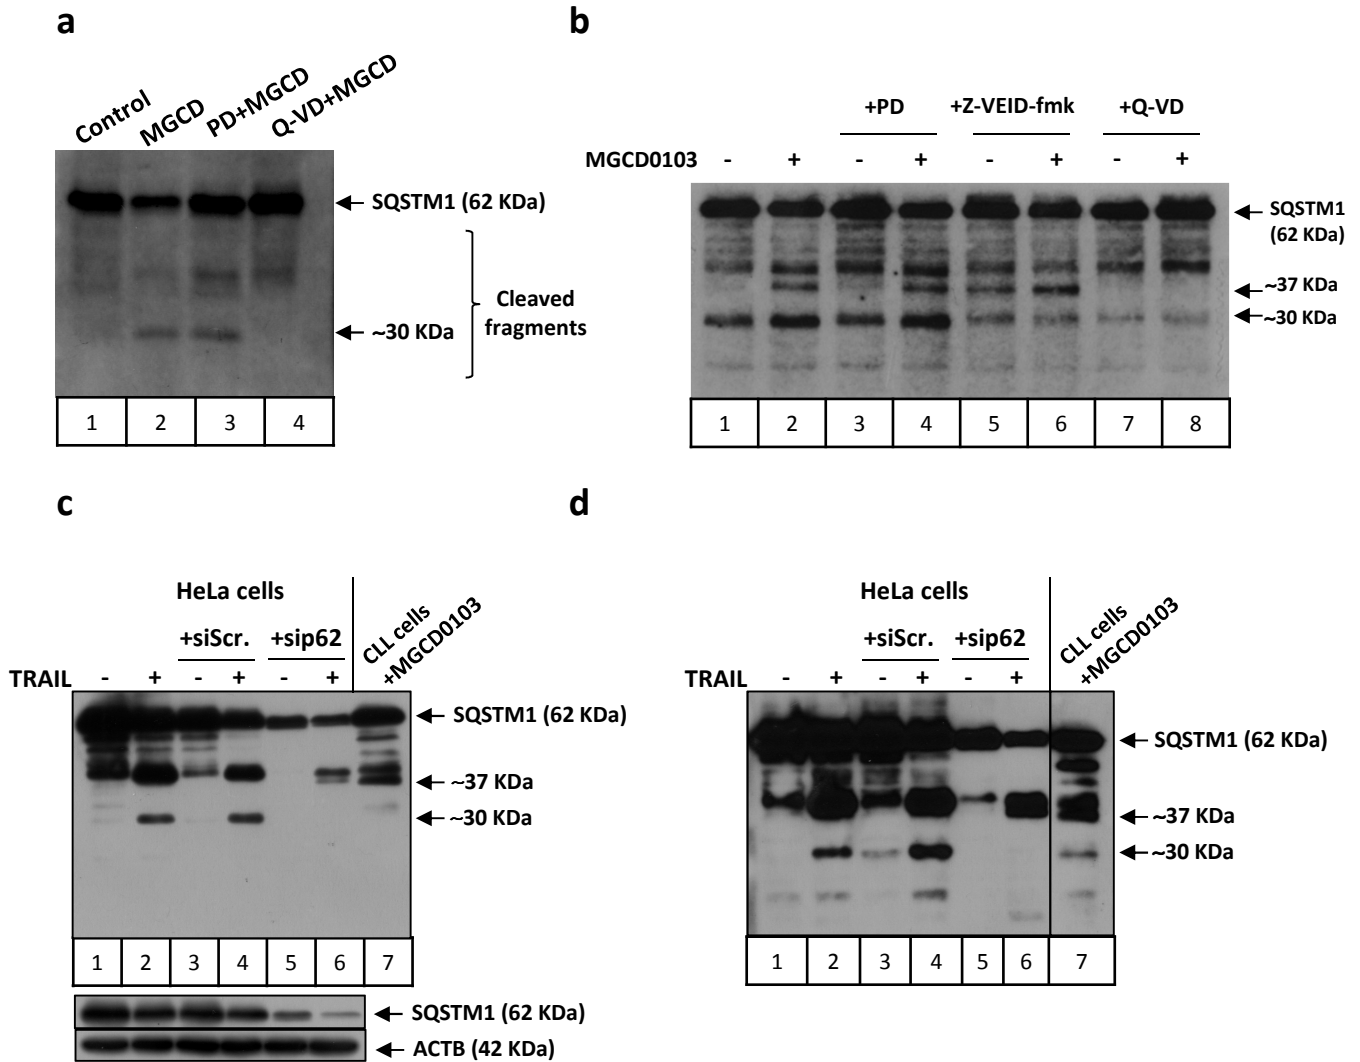 a
Control
MGCD
PD+MGCD
Q-VD+MGCD
SQSTM1 (62 KDa)
Cleaved
fragments
~30 KDa
1 2 3 4
b
+PD +Z-VEID-fmk +Q-VD
MGCD0103 - + - + - + - +
SQSTM1
(62 KDa)
~37 KDa
~30 KDa
1 2 3 4 5 6 7 8
c
HeLa cells
+siScr. +sip62
CLL cells
+MGCD0103
TRAIL - + - + - +
SQSTM1 (62 KDa)
~37 KDa
~30 KDa
1 2 3 4 5 6 7
SQSTM1 (62 KDa)
ACTB (42 KDa)
d
HeLa cells
+siScr. +sip62
CLL cells
+MGCD0103
TRAIL - + - + - +
SQSTM1 (62 KDa)
~37 KDa
~30 KDa
1 2 3 4 5 6 7